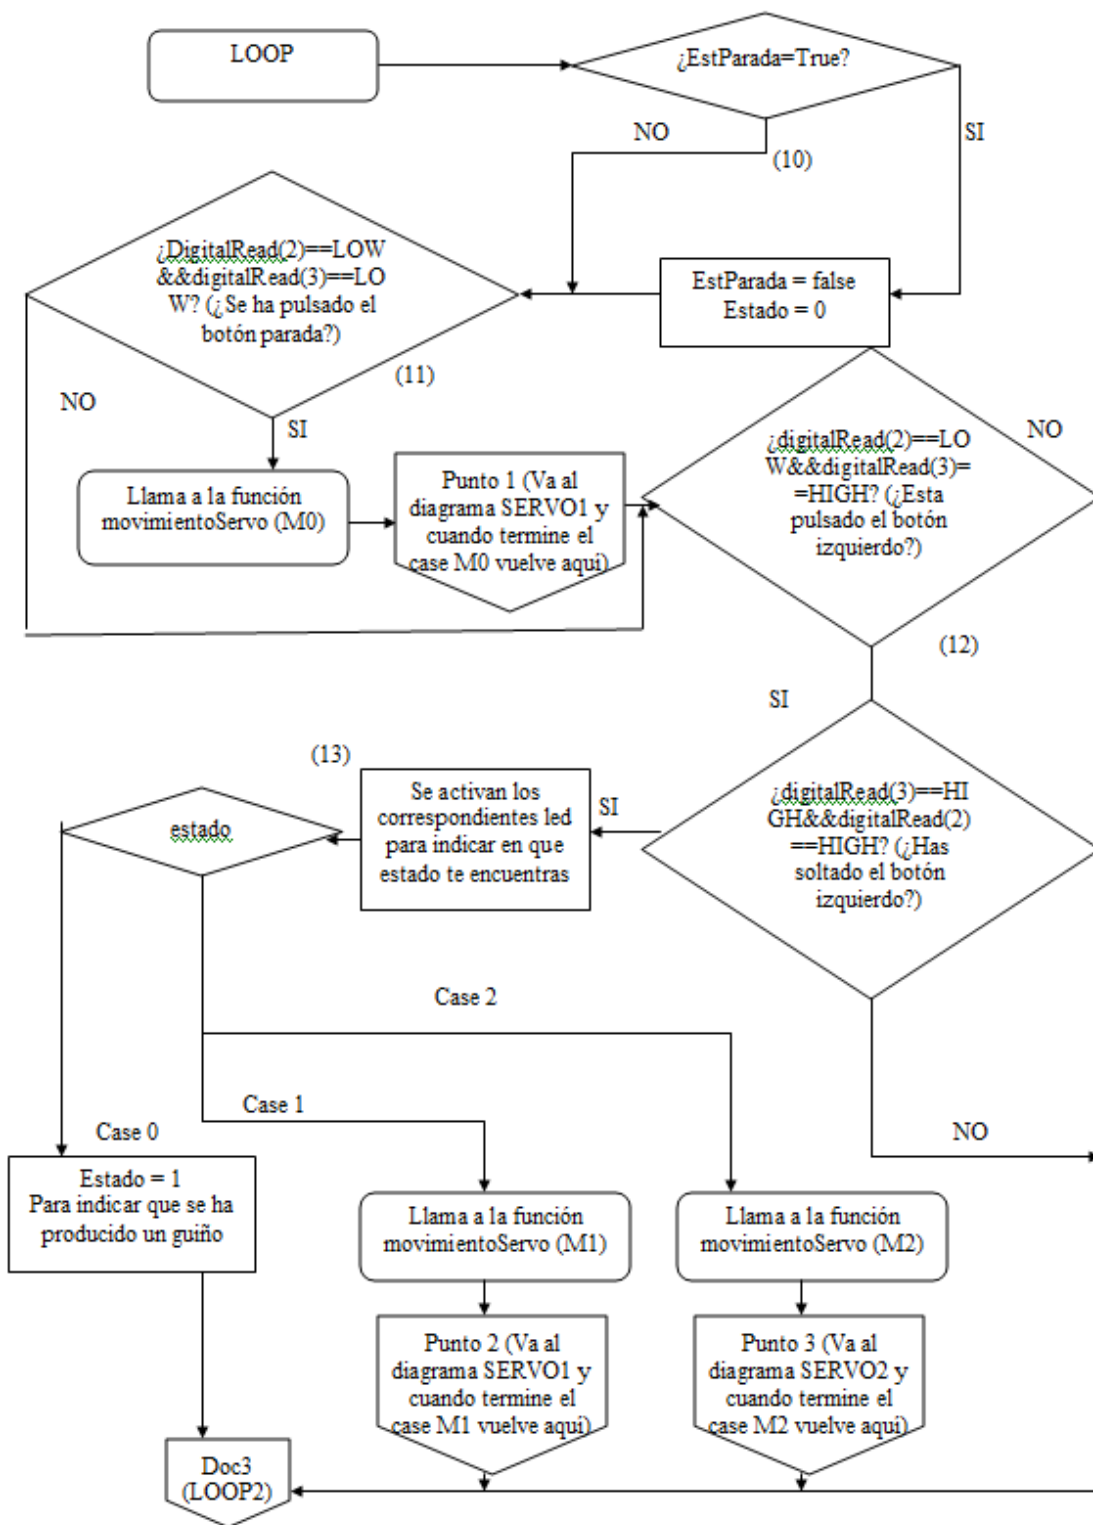 LOOP
¿EstParada=True?
NO
SI
(10)
¿DigitalRead(2)==LOW
&&digitalRead(3)==LO
W? (¿Se ha pulsado el
botón parada?)
EstParada = false
Estado = 0
(11)
NO
SI
¿digitalRead(2)==LO
W&&digitalRead(3)=
=HIGH? (¿Esta
pulsado el botón
izquierdo?)
NO
Llama a la función
movimientoServo (M0)
Punto 1 (Va al
diagrama SERVO1 y
cuando termine el
case M0 vuelve aquí)
(12)
SI
(13)
Se activan los
correspondientes led
para indicar en que
estado te encuentras
SI
¿digitalRead(3)==HI
GH&&digitalRead(2)
==HIGH? (¿Has
soltado el botón
izquierdo?)
estado
Case 2
Case 1
Case 0
NO
Estado = 1
Para indicar que se ha
producido un guiño
Llama a la función
movimientoServo (M1)
Llama a la función
movimientoServo (M2)
Punto 2 (Va al
diagrama SERVO1 y
cuando termine el
case M1 vuelve aquí)
Punto 3 (Va al
diagrama SERVO2 y
cuando termine el
case M2 vuelve aquí)
Doc3
(LOOP2)